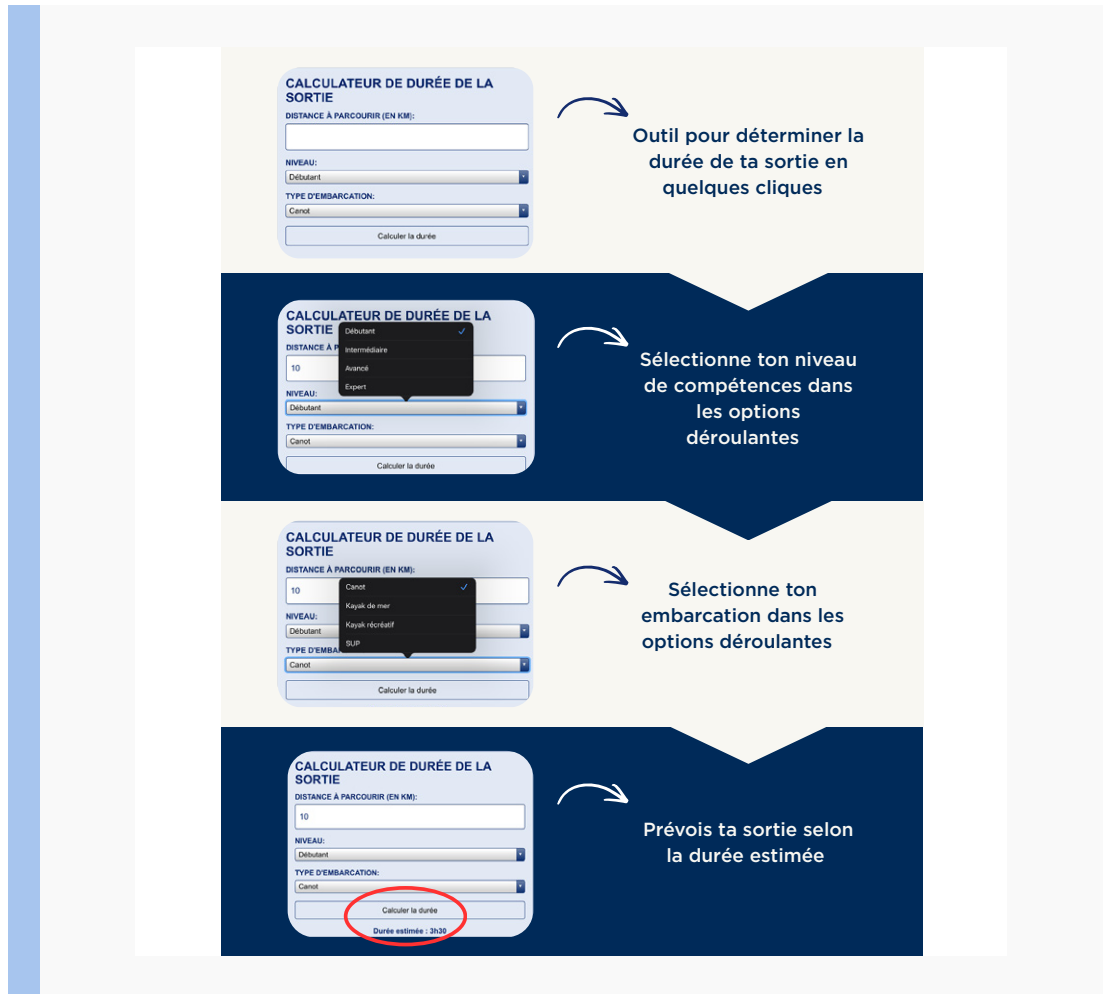 CALCULATEUR DE DURÉE DE LA
SORTIE
DISTANCE À PARCOURIR (EN KM):
NIVEAU:
Débutant
TYPE D'EMBARCATION:
Canot
Calculer la durée
Outil pour déterminer la
durée de ta sortie en
quelques cliques
CALCULATEUR DE DURÉE DE LA
SORTIE
DISTANCE À P
10
Débutant
Intermédiaire
Avancé
Expert
NIVEAU:
Débutant
TYPE D'EMBARCATION:
Canot
Calculer la durée
Sélectionne ton niveau
de compétences dans
les options
déroulantes
CALCULATEUR DE DURÉE DE LA
SORTIE
DISTANCE À PARCOURIR (EN KM):
10
Canot
Kayak de mer
Kayak récréatif
SUP
NIVEAU:
Débutant
TYPE D'EMBA
Canot
Calculer la durée
Sélectionne ton
embarcation dans les
options déroulantes
CALCULATEUR DE DURÉE DE LA
SORTIE
DISTANCE À PARCOURIR (EN KM):
10
NIVEAU:
Débutant
TYPE D'EMBARCATION:
Canot
Calculer la durée
Durée estimée : 3h30
Prévois ta sortie selon
la durée estimée